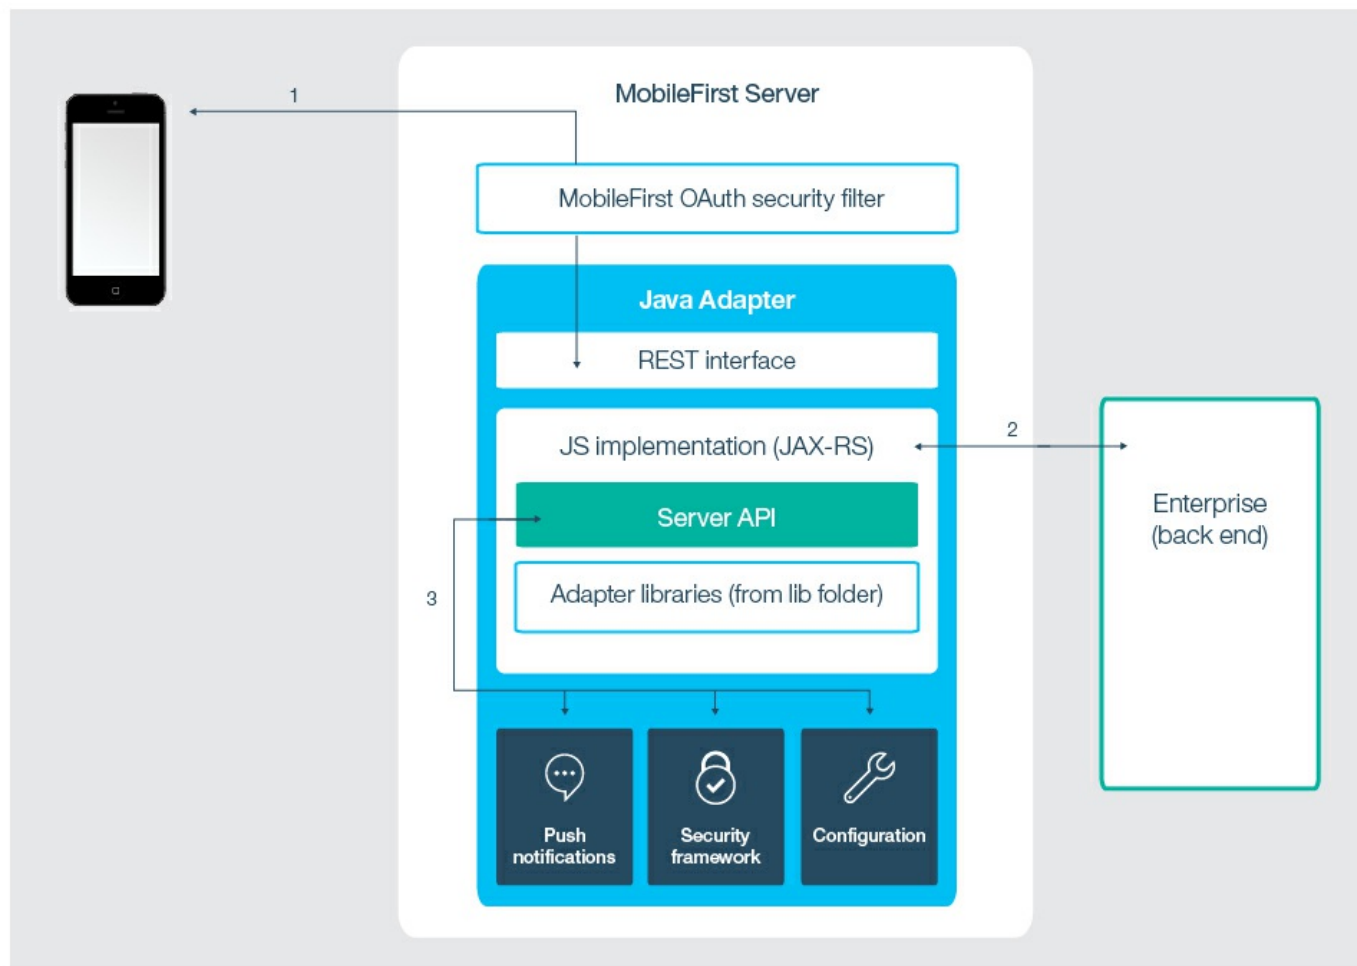 MobileFirst Server
1
MobileFirst OAuth security filter
Java Adapter
REST interface
JS implementation (JAX-RS)
2
Server API
Enterprise
(back end)
Adapter libraries (from lib folder)
3
Push
notifications
Security
framework
Configuration